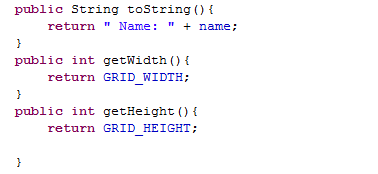 public String toString(){
    return " Name: " + name;
}
public int getWidth(){
    return GRID_WIDTH;
}
public int getHeight(){
    return GRID_HEIGHT;
}